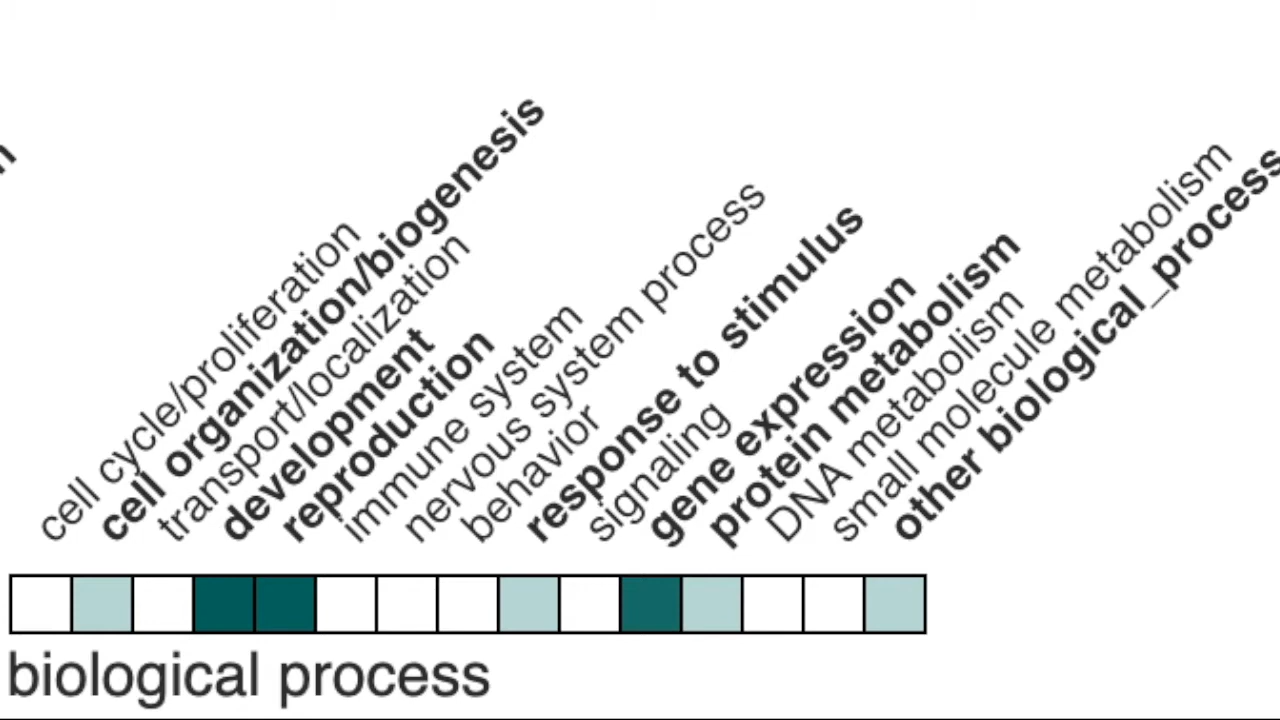 cell cycle/proliferation
cell organization/biogenesis
transport/localization
development
reproduction
immune system
nervous system process
behavior
response to stimulus
signaling
gene expression
protein metabolism
DNA metabolism
small molecule metabolism
other biological_process
biological process